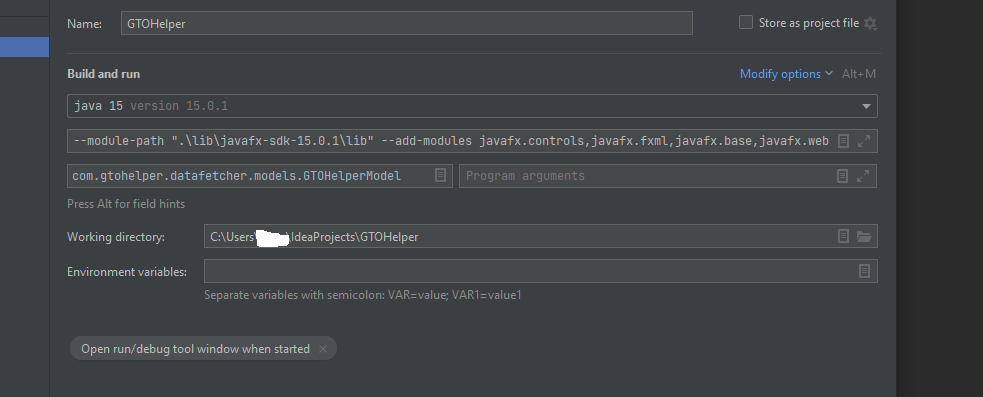 Name: GTOHelper Store as project file
Build and run Modify options Alt+M
java 15 version 15.0.1
--module-path ".\lib\javafx-sdk-15.0.1\lib" --add-modules javafx.controls,javafx.fxml,javafx.base,javafx.web
com.gtohelper.datafetcher.models.GTOHelperModel Program arguments
Press Alt for field hints
Working directory: C:\Users\ \IdeaProjects\GTOHelper
Environment variables:
Separate variables with semicolon: VAR=value; VAR1=value1
Open run/debug tool window when started ×